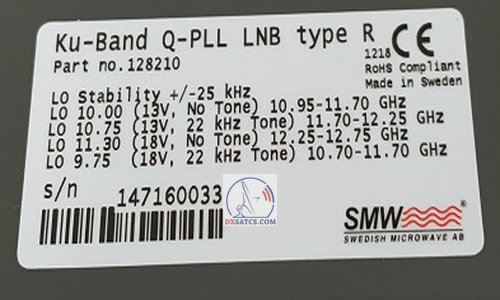 Ku-Band Q-PLL LNB type R
Part no.128210
1218 CE
RoHS Compliant
Made in Sweden
LO Stability +/-25 kHz
LO 10.00 (13V, No Tone) 10.95-11.70 GHz
LO 10.75 (13V, 22 kHz Tone) 11.70-12.25 GHz
LO 11.30 (18V, No Tone) 12.25-12.75 GHz
LO 9.75 (18V, 22 kHz Tone) 10.70-11.70 GHz
s/n 147160033
DXSATCS.COM
SMW
SWEDISH MICROWAVE AB